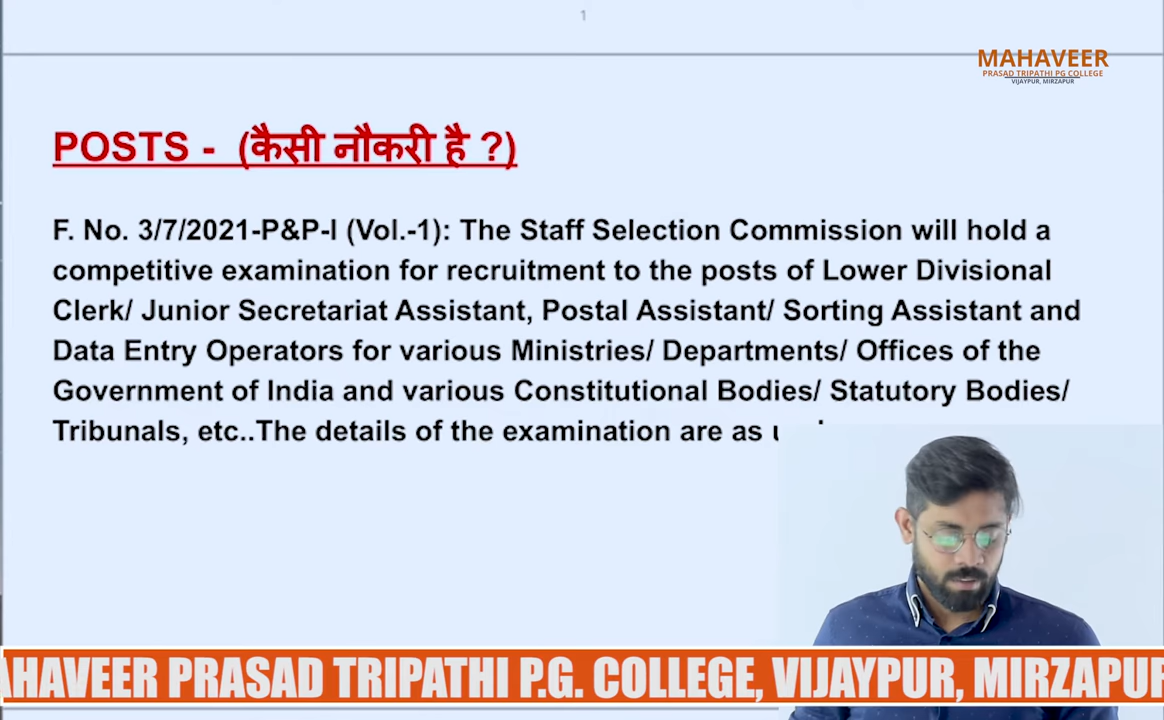 1
MAHAVEER
PRASAD TRIPATHI PG COLLEGE
VIJAYPUR, MIRZAPUR
POSTS - (कैसी नौकरी है ?)
F. No. 3/7/2021-P&P-I (Vol.-1): The Staff Selection Commission will hold a
competitive examination for recruitment to the posts of Lower Divisional
Clerk/ Junior Secretariat Assistant, Postal Assistant/ Sorting Assistant and
Data Entry Operators for various Ministries/ Departments/ Offices of the
Government of India and various Constitutional Bodies/ Statutory Bodies/
Tribunals, etc..The details of the examination are as
AHAVEER PRASAD TRIPATHI P.G. COLLEGE, VIJAYPUR, MIRZAPUR